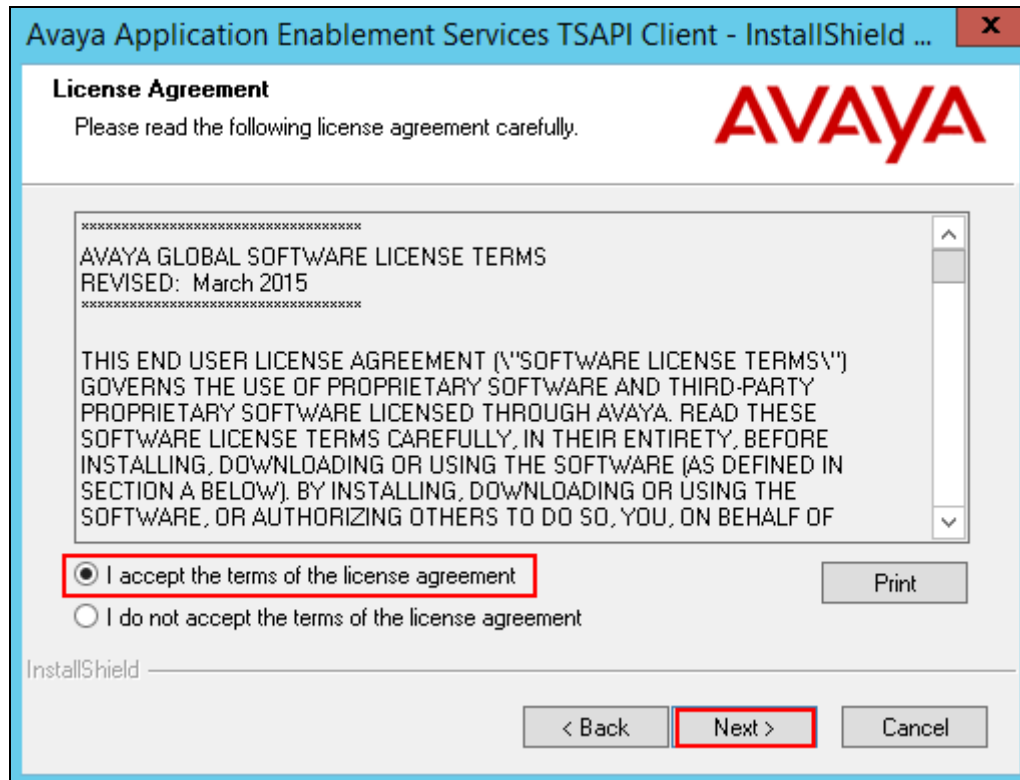 Avaya Application Enablement Services TSAPI Client - InstallShield ...
X
License Agreement
Please read the following license agreement carefully.
AVAYA
***********************************
AVAYA GLOBAL SOFTWARE LICENSE TERMS
REVISED:  March 2015
***********************************
THIS END USER LICENSE AGREEMENT (\"SOFTWARE LICENSE TERMS\")
GOVERNS THE USE OF PROPRIETARY SOFTWARE AND THIRD-PARTY
PROPRIETARY SOFTWARE LICENSED THROUGH AVAYA. READ THESE
SOFTWARE LICENSE TERMS CAREFULLY, IN THEIR ENTIRETY, BEFORE
INSTALLING, DOWNLOADING OR USING THE SOFTWARE (AS DEFINED IN
SECTION A BELOW). BY INSTALLING, DOWNLOADING OR USING THE
SOFTWARE, OR AUTHORIZING OTHERS TO DO SO, YOU, ON BEHALF OF
I accept the terms of the license agreement
Print
I do not accept the terms of the license agreement
InstallShield
< Back
Next >
Cancel